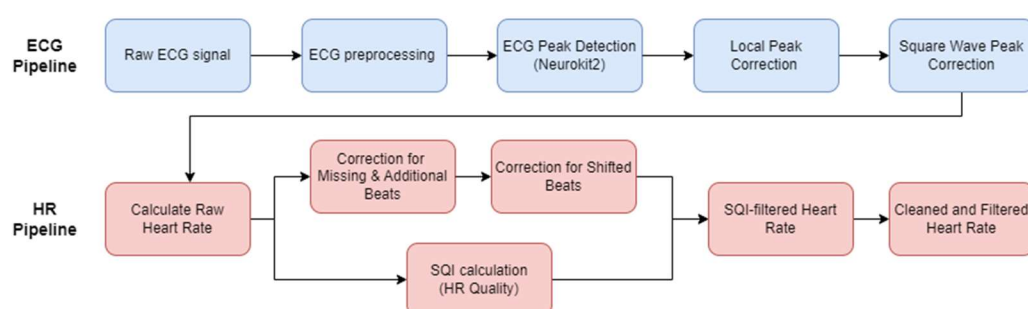 ECG
Pipeline
Raw ECG signal
ECG preprocessing
ECG Peak Detection
(Neurokit2)
Local Peak
Correction
Square Wave Peak
Correction
HR
Pipeline
Calculate Raw
Heart Rate
Correction for
Missing & Additional
Beats
Correction for Shifted
Beats
SQI calculation
(HR Quality)
SQI-filtered Heart
Rate
Cleaned and Filtered
Heart Rate